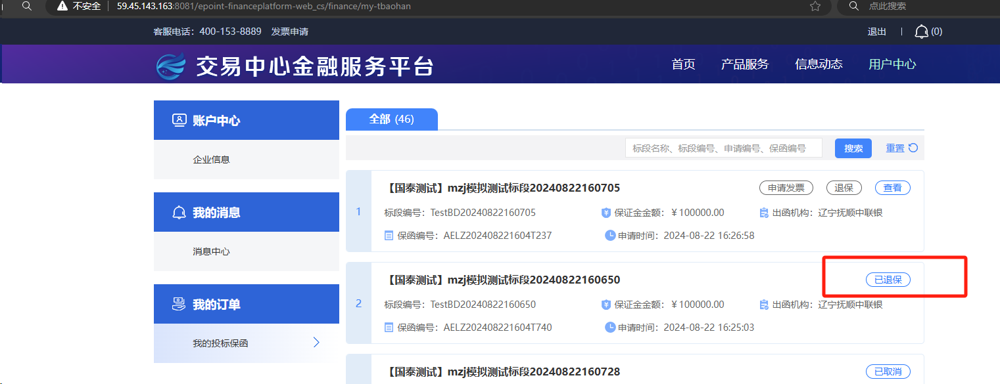 不安全 59.45.143.163:8081/epoint-financeplatform-web_cs/finance/my-tbaohan 点此搜索
客服电话：400-153-8889 发票申请 退出 (0)
交易中心金融服务平台 首页 产品服务 信息动态 用户中心
账户中心
企业信息
我的消息
消息中心
我的订单
我的投标保函
全部 (46)
标段名称、标段编号、申请编号、保函编号 搜索 重置
1
【国泰测试】mzj模拟测试标段20240822160705 申请发票 退保 查看
标段编号：TestBD20240822160705 保证金金额：￥100000.00 出函机构：辽宁抚顺中联银
保函编号：AELZ202408221604T237 申请时间：2024-08-22 16:26:58
2
【国泰测试】mzj模拟测试标段20240822160650 已退保
标段编号：TestBD20240822160650 保证金金额：￥100000.00 出函机构：辽宁抚顺中联银
保函编号：AELZ202408221604T740 申请时间：2024-08-22 16:25:03
【国泰测试】mzj模拟测试标段20240822160728 已取消